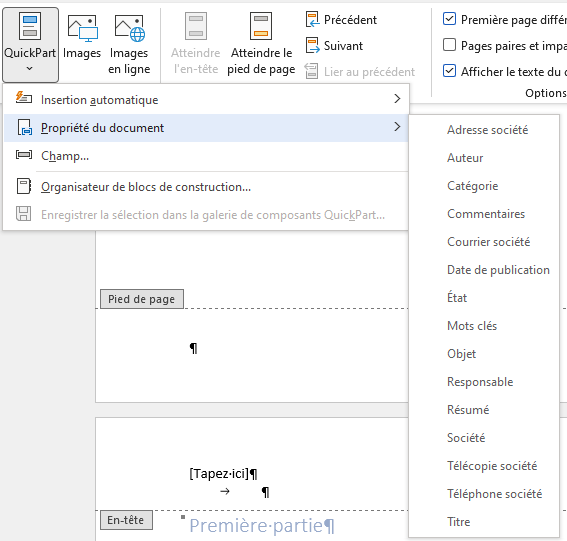 QuickPart
Images
Images
en ligne
Atteindre
l'en-tête
Atteindre le
pied de page
Précédent
Suivant
Lier au précédent
Première page différ
Pages paires et impa
Afficher le texte du d
Options
Insertion automatique
Propriété du document
Champ...
Organisateur de blocs de construction...
Enregistrer la sélection dans la galerie de composants QuickPart...
Adresse société
Auteur
Catégorie
Commentaires
Courrier société
Date de publication
État
Mots clés
Objet
Responsable
Résumé
Société
Télécopie société
Téléphone société
Titre
Pied de page
¶
[Tapez·ici]¶
→ ¶
En-tête
Première·partie¶